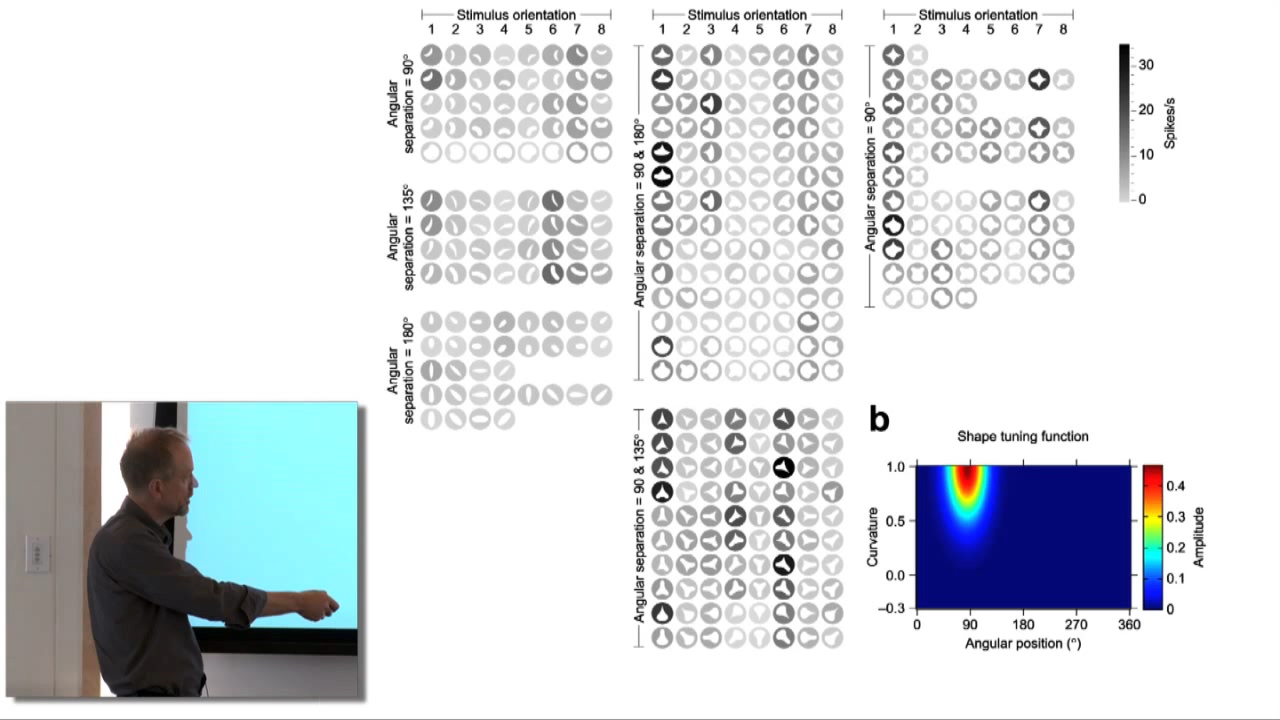 Stimulus orientation
1 2 3 4 5 6 7 8
Angular
separation = 90°
Angular
separation = 135°
Angular
separation = 180°
Stimulus orientation
1 2 3 4 5 6 7 8
Angular separation = 90 & 180°
Angular separation = 90 & 135°
Stimulus orientation
1 2 3 4 5 6 7 8
Angular separation = 90°
30
20
10
0
Spikes/s
b
Shape tuning function
1.0
0.5
0.0
–0.3
Curvature
0 90 180 270 360
Angular position (°)
0.4
0.3
0.2
0.1
0
Amplitude